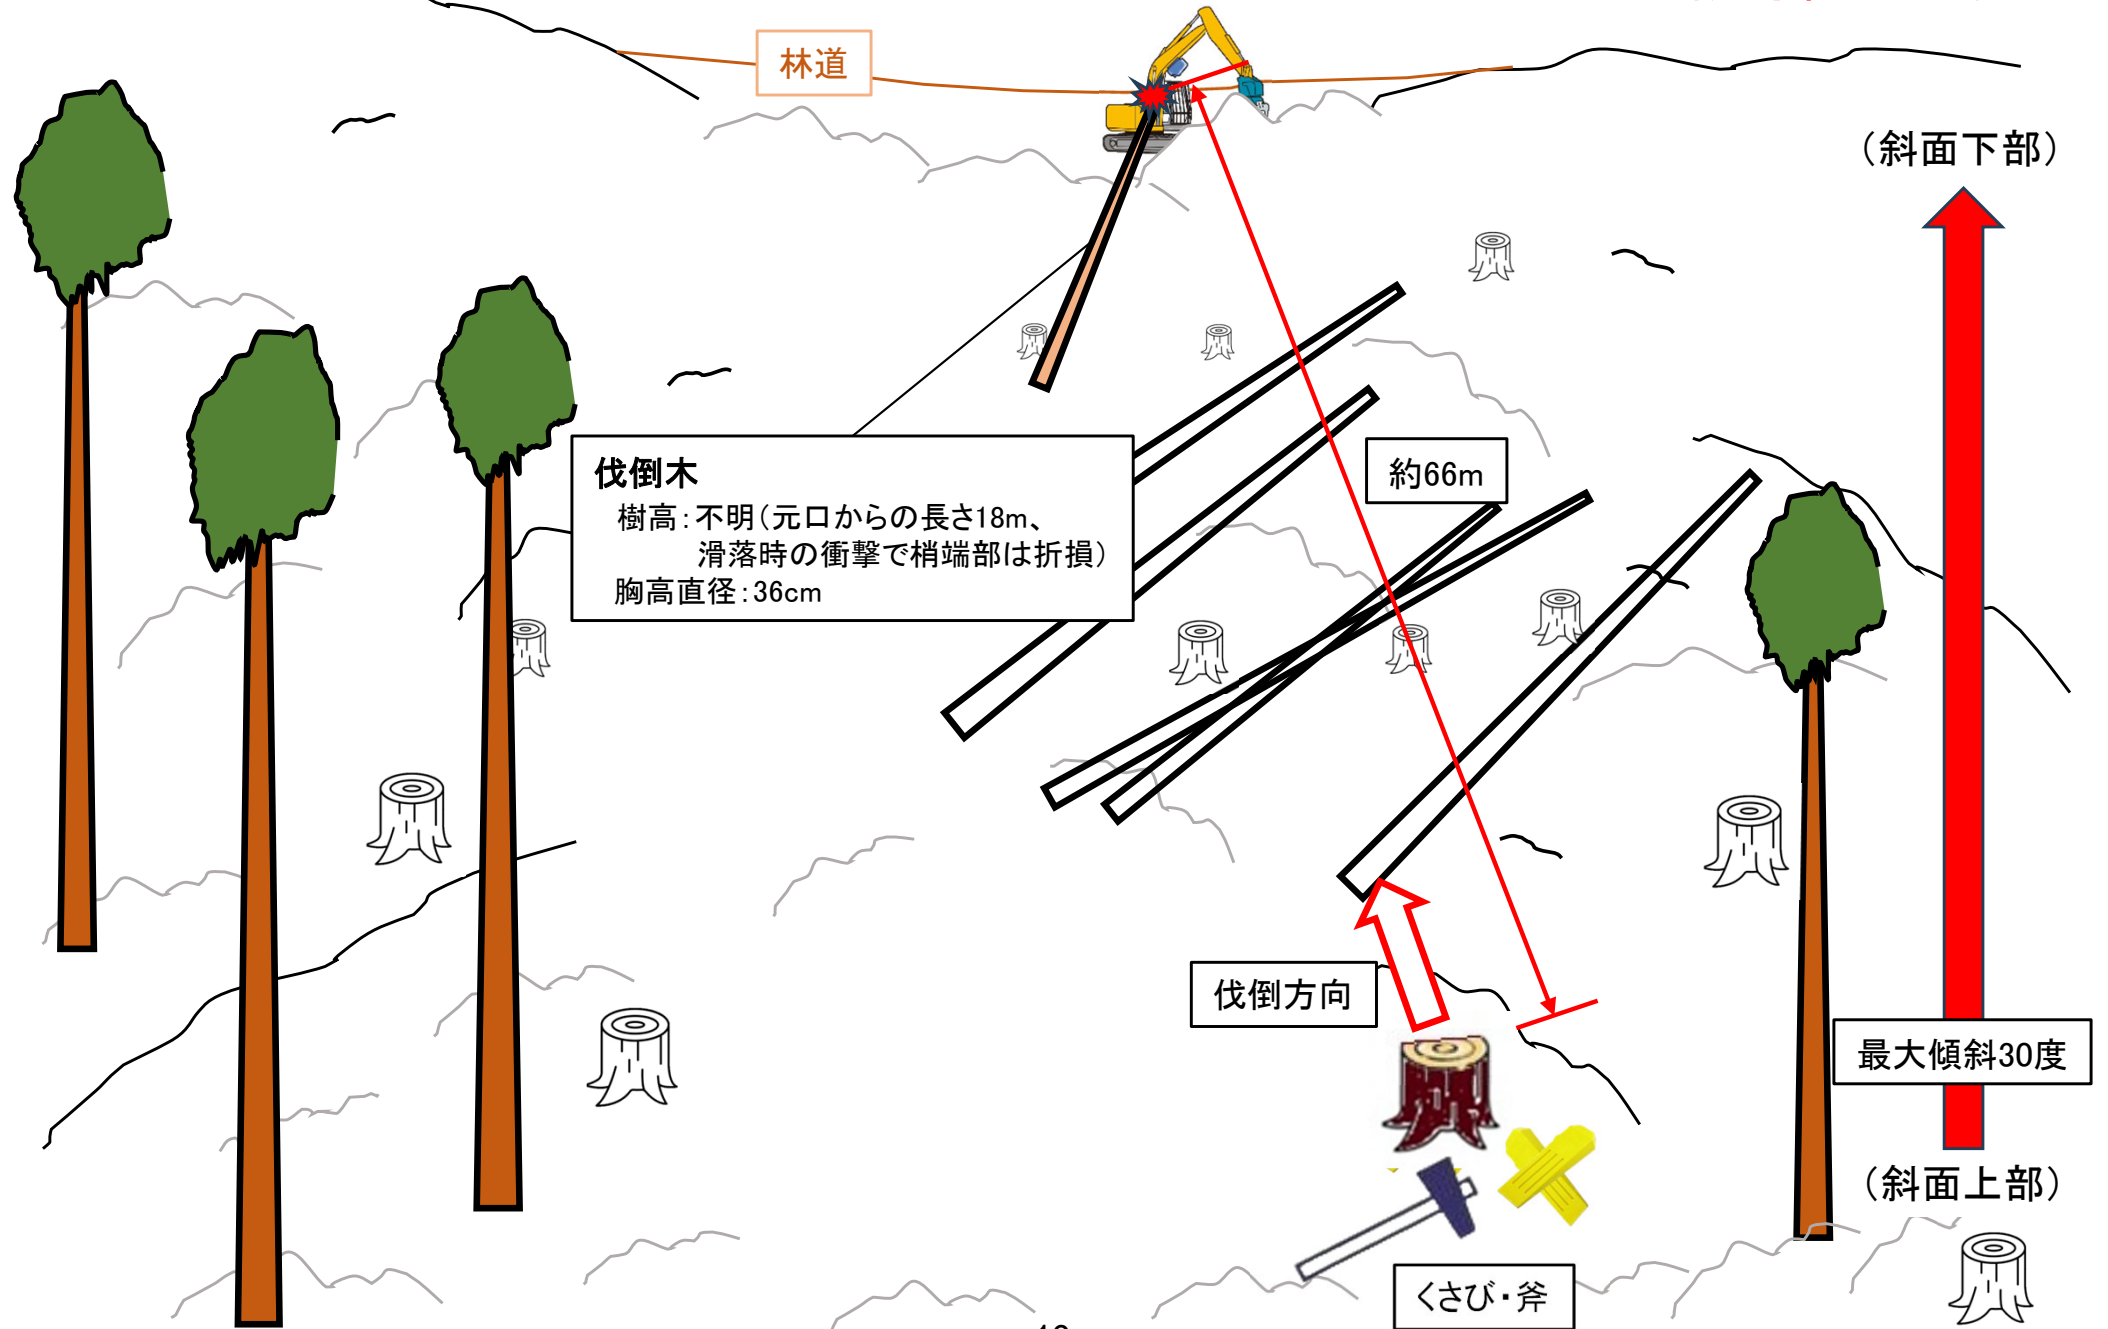 林道
（斜面下部）
約66m
伐倒木
樹高：不明（元口からの長さ18m、
滑落時の衝撃で梢端部は折損）
胸高直径：36cm
伐倒方向
最大傾斜30度
（斜面上部）
くさび・斧